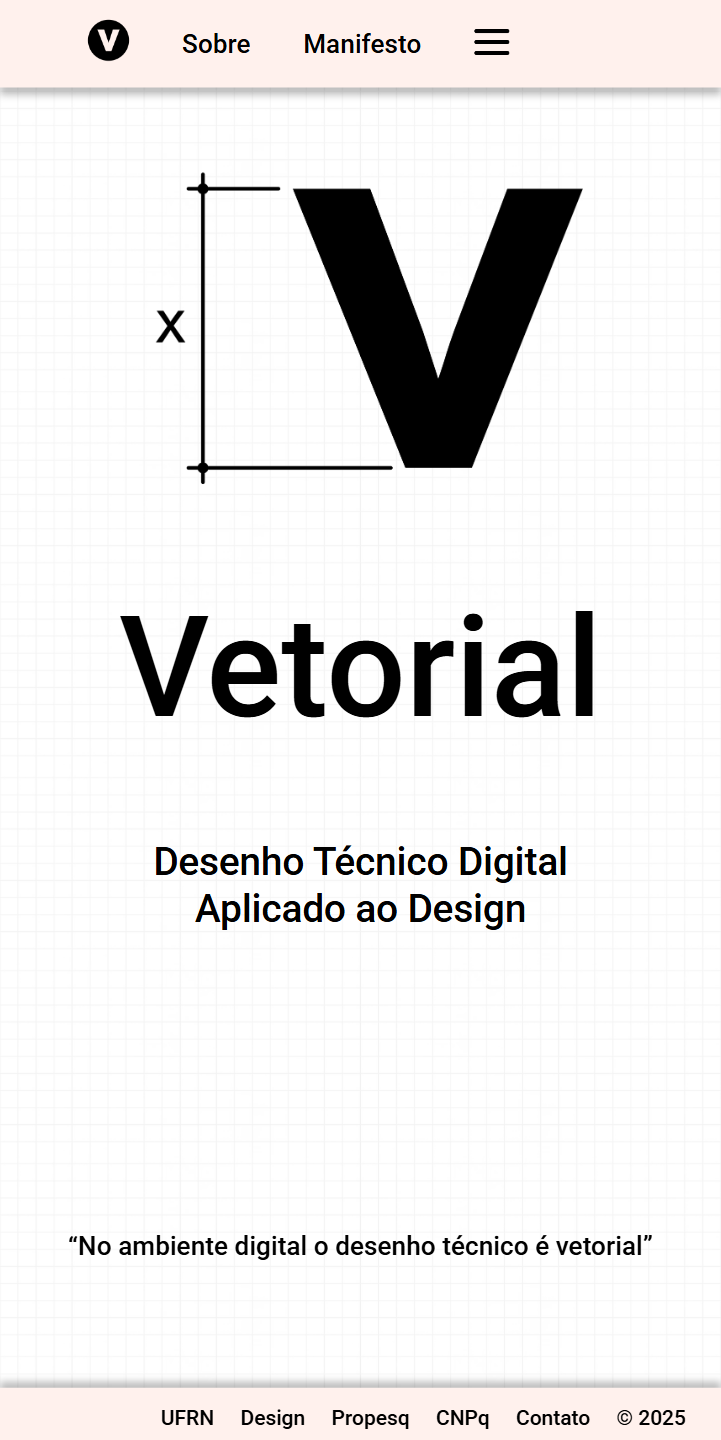 V Sobre Manifesto
x
V
Vetorial
Desenho Técnico Digital
Aplicado ao Design
“No ambiente digital o desenho técnico é vetorial”
UFRN Design Propesq CNPq Contato © 2025